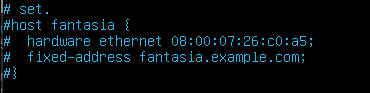 # set.
#host fantasia {
#  hardware ethernet 08:00:07:26:c0:a5;
#  fixed-address fantasia.example.com;
#}